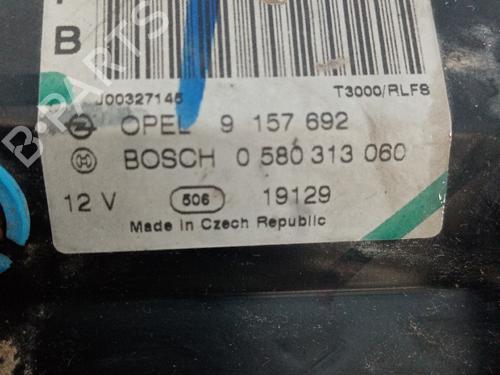 B
J00327145 T3000/RLFS
OPEL 9 157 692
BOSCH 0 580 313 060
12 V 506 19129
Made in Czech Republic
B-PARTS